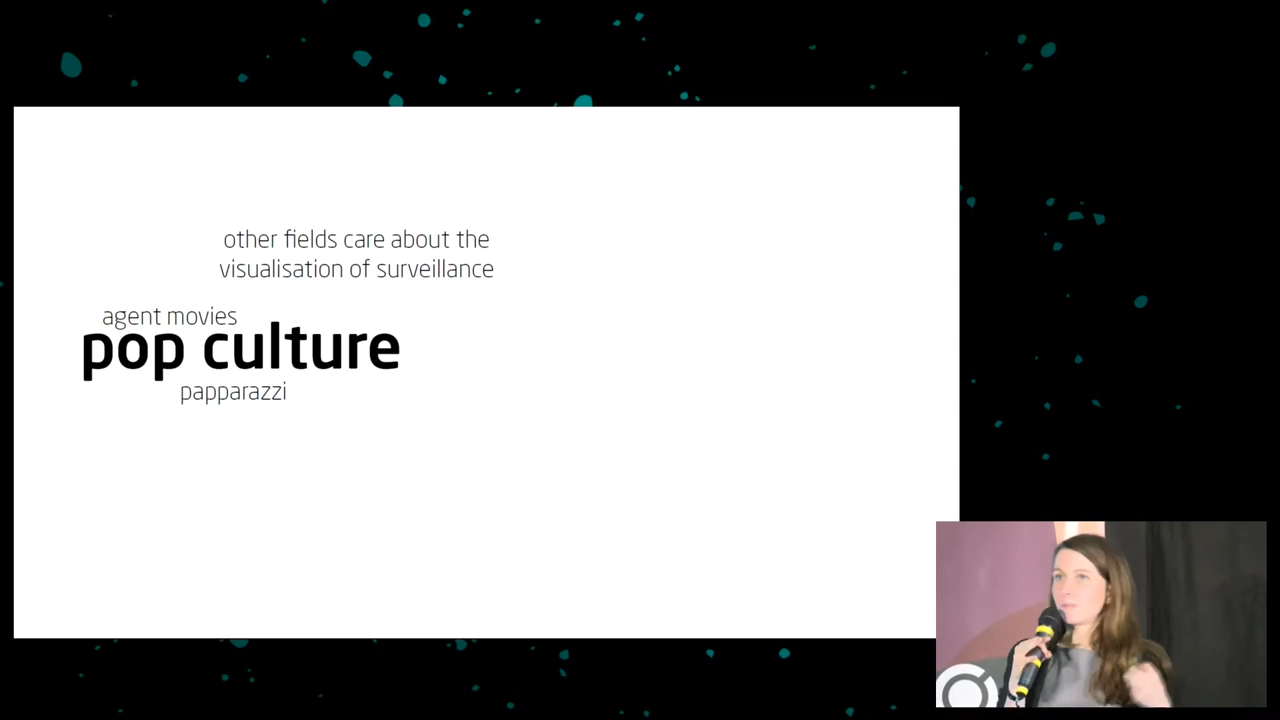 other fields care about the
visualisation of surveillance
agent movies
pop culture
papparazzi